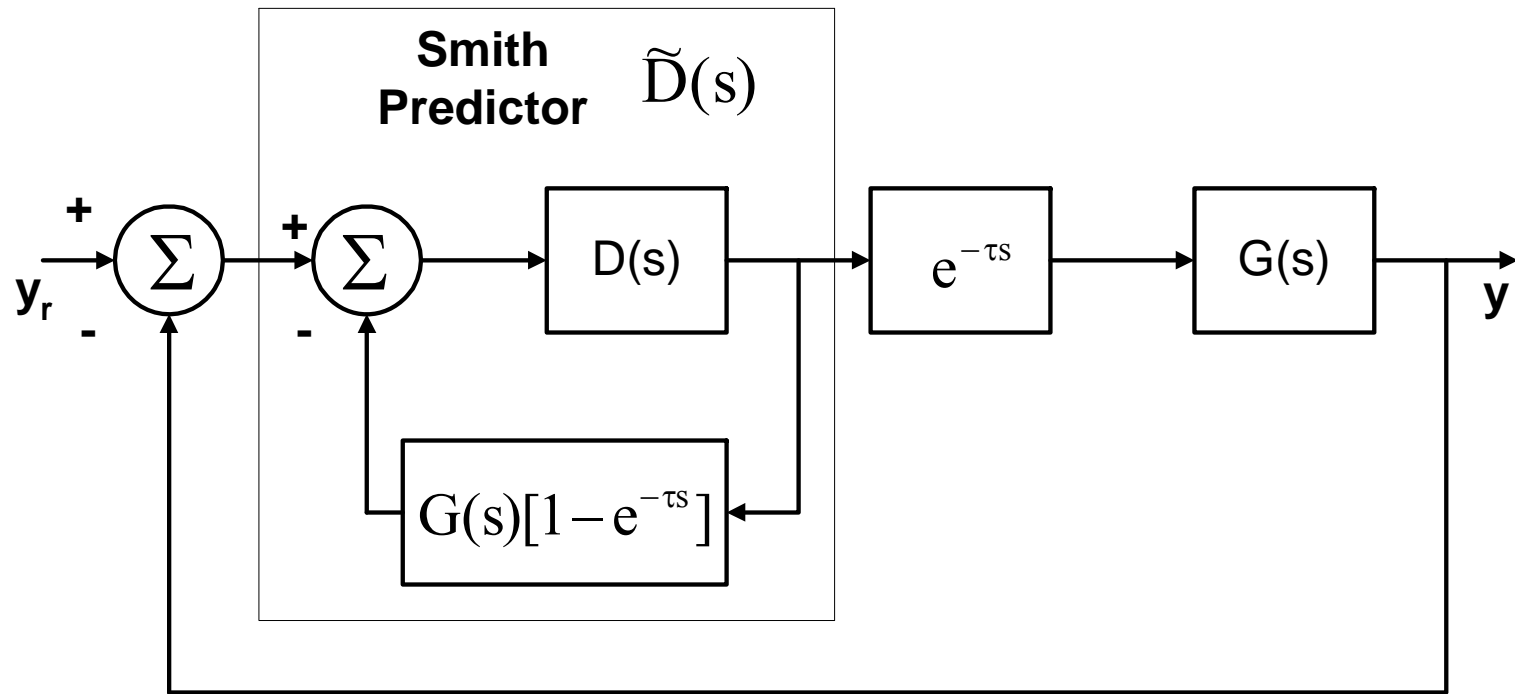 Smith
Predictor
D̃(s)
+
y_r
-
Σ
+
-
Σ
D(s)
e^{−τs}
G(s)
y
G(s)[1 − e^{−τs}]